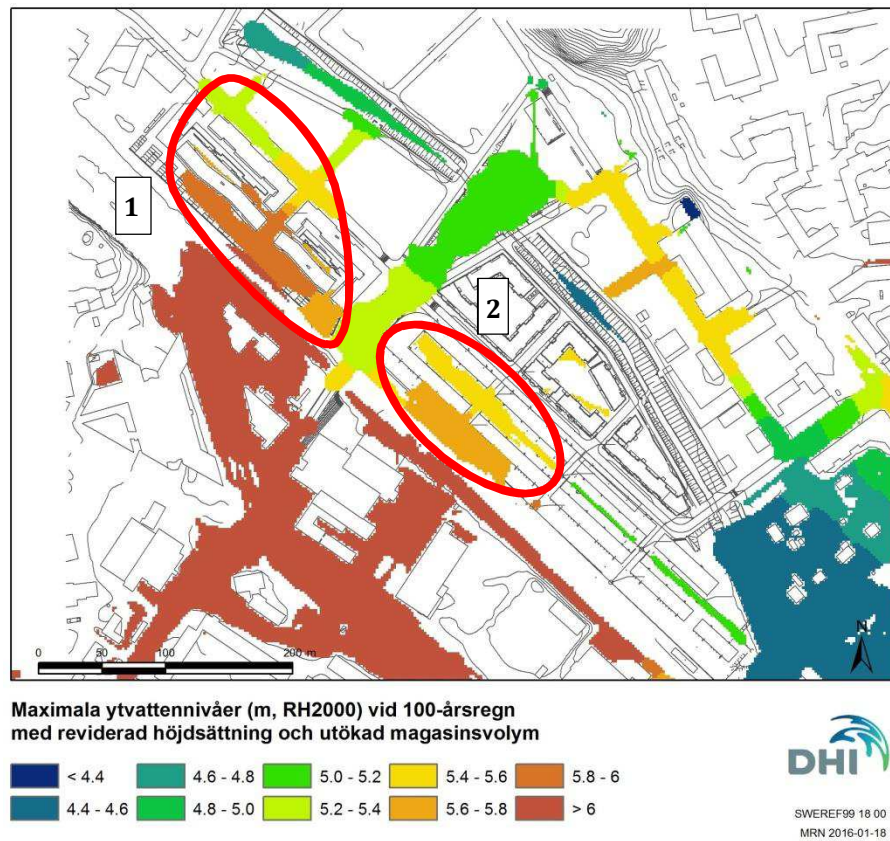 1
2
N
0 50 100 200 m
Maximala ytvattennivåer (m, RH2000) vid 100-årsregn
med reviderad höjdsättning och utökad magasinsvolym
< 4.4 4.6 - 4.8 5.0 - 5.2 5.4 - 5.6 5.8 - 6
4.4 - 4.6 4.8 - 5.0 5.2 - 5.4 5.6 - 5.8 > 6
DHI
SWEREF99 18 00
MRN 2016-01-18